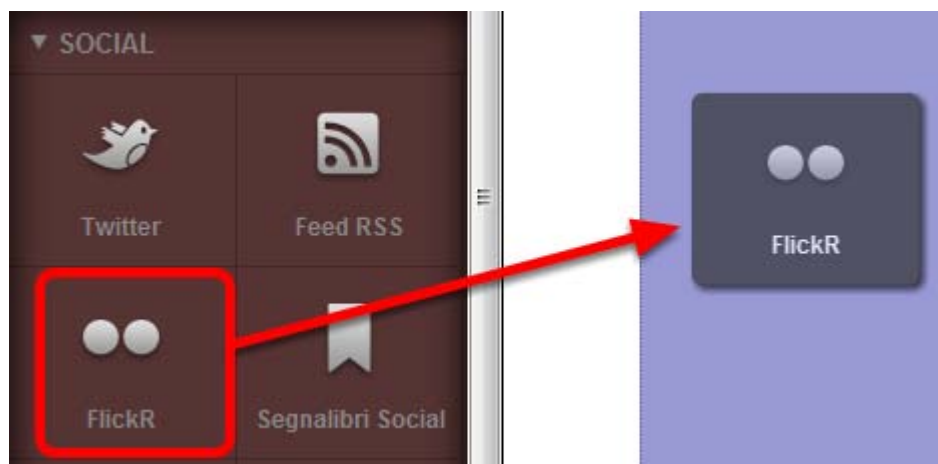 SOCIAL
Twitter
Feed RSS
FlickR
Segnalibri Social
FlickR